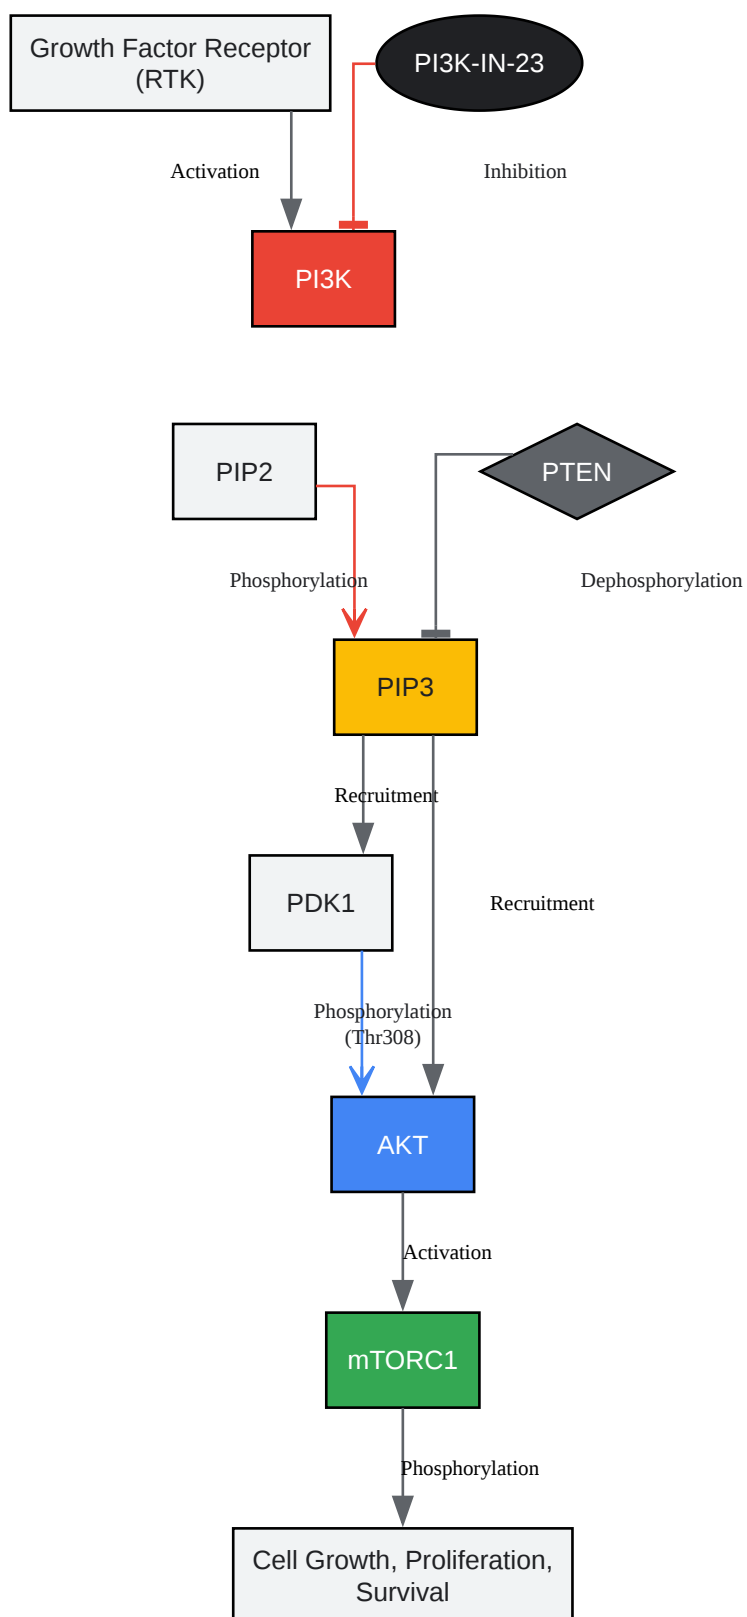 Growth Factor Receptor
(RTK)
PI3K-IN-23
Activation
Inhibition
PI3K
PIP2
PTEN
Phosphorylation
Dephosphorylation
PIP3
Recruitment
PDK1
Recruitment
Phosphorylation
(Thr308)
AKT
Activation
mTORC1
Phosphorylation
Cell Growth, Proliferation,
Survival